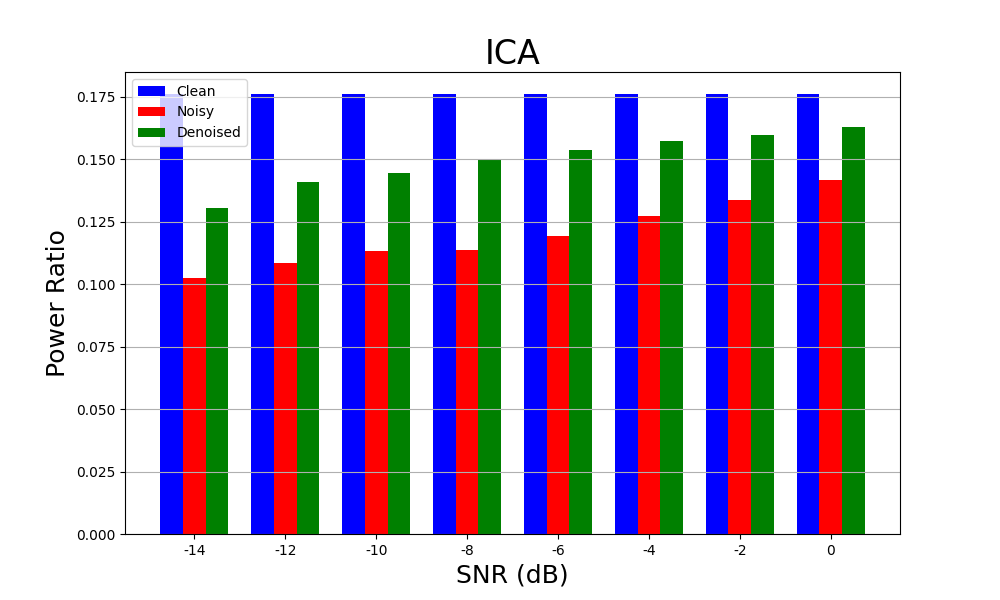 ICA
Clean
Noisy
Denoised
Power Ratio
0.175
0.150
0.125
0.100
0.075
0.050
0.025
0.000
-14 -12 -10 -8 -6 -4 -2 0
SNR (dB)